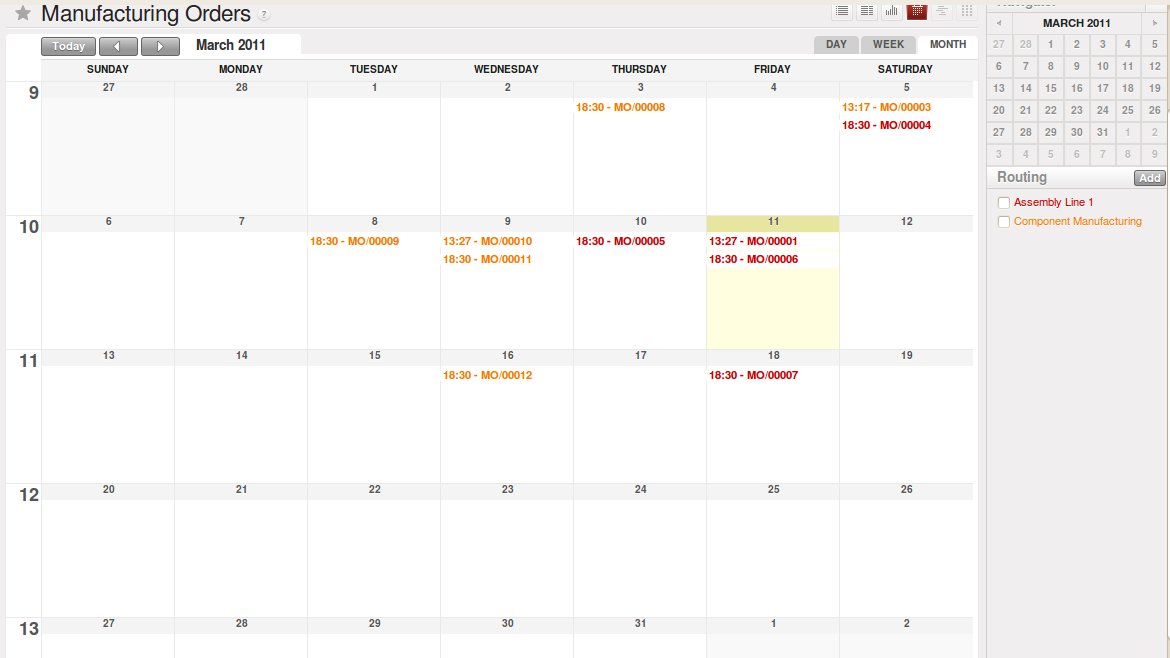 Manufacturing Orders ?
Today March 2011 DAY WEEK MONTH
SUNDAY MONDAY TUESDAY WEDNESDAY THURSDAY FRIDAY SATURDAY
9 27 28 1 2 3 4 5
18:30 - MO/00008 13:17 - MO/00003
18:30 - MO/00004
10 6 7 8 9 10 11 12
18:30 - MO/00009 13:27 - MO/00010 18:30 - MO/00005 13:27 - MO/00001
18:30 - MO/00011 18:30 - MO/00006
11 13 14 15 16 17 18 19
18:30 - MO/00012 18:30 - MO/00007
12 20 21 22 23 24 25 26
13 27 28 29 30 31 1 2
MARCH 2011
27 28 1 2 3 4 5
6 7 8 9 10 11 12
13 14 15 16 17 18 19
20 21 22 23 24 25 26
27 28 29 30 31 1 2
3 4 5 6 7 8 9
Routing Add
Assembly Line 1
Component Manufacturing